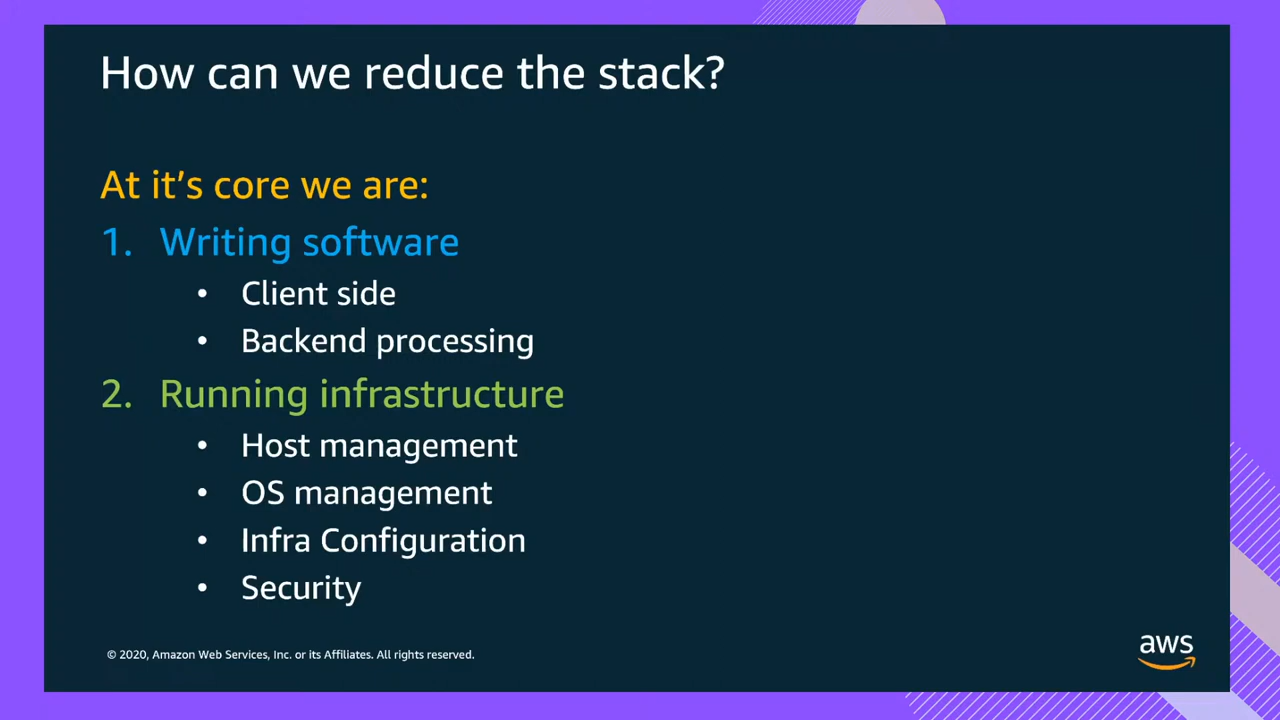 How can we reduce the stack?
At it’s core we are:
1. Writing software
• Client side
• Backend processing
2. Running infrastructure
• Host management
• OS management
• Infra Configuration
• Security
© 2020, Amazon Web Services, Inc. or its Affiliates. All rights reserved.
aws